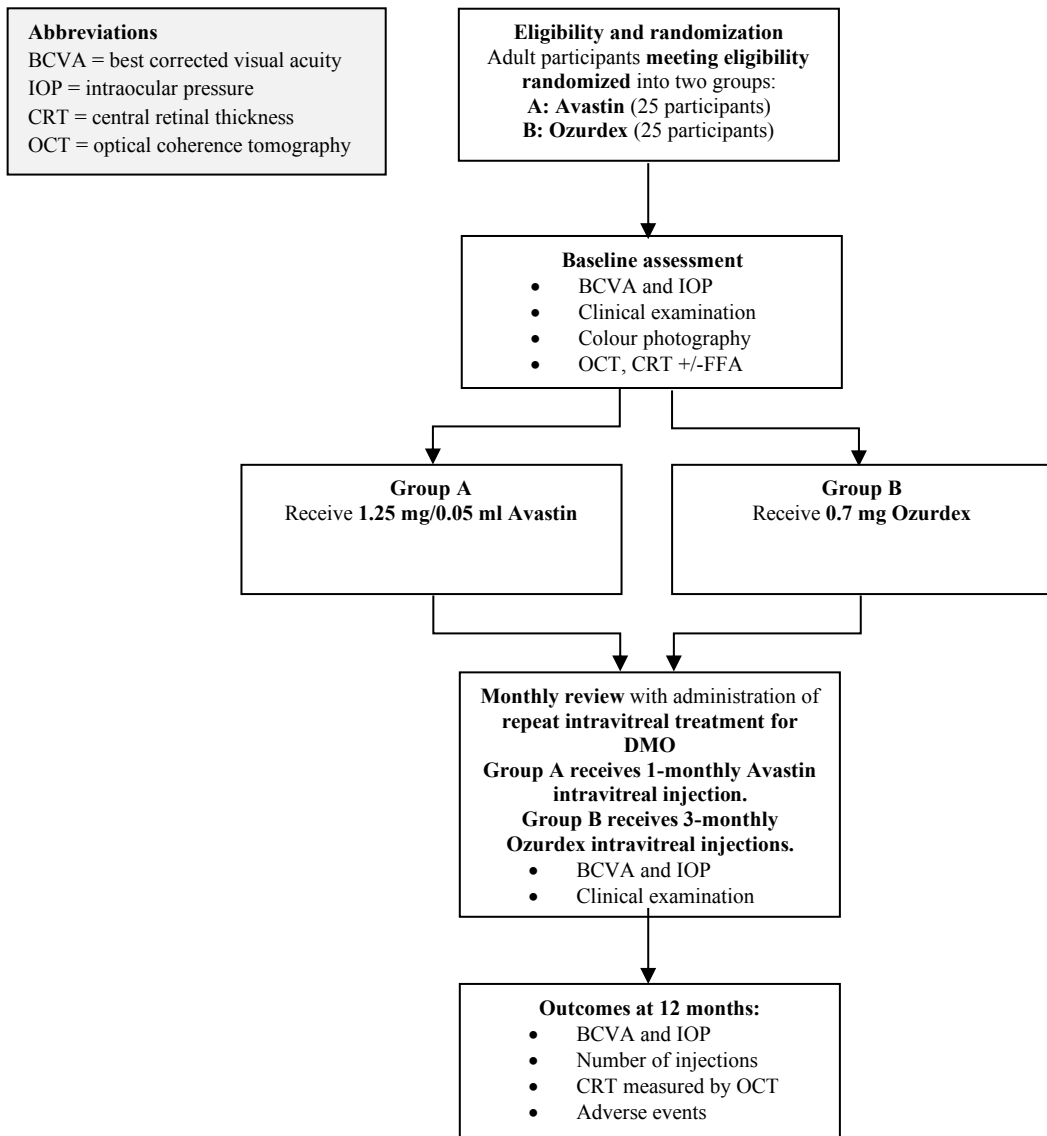 Abbreviations
BCVA = best corrected visual acuity
IOP = intraocular pressure
CRT = central retinal thickness
OCT = optical coherence tomography
Eligibility and randomization
Adult participants meeting eligibility
randomized into two groups:
A: Avastin (25 participants)
B: Ozurdex (25 participants)
Baseline assessment
• BCVA and IOP
• Clinical examination
• Colour photography
• OCT, CRT +/-FFA
Group A
Receive 1.25 mg/0.05 ml Avastin
Group B
Receive 0.7 mg Ozurdex
Monthly review with administration of
repeat intravitreal treatment for
DMO
Group A receives 1-monthly Avastin
intravitreal injection.
Group B receives 3-monthly
Ozurdex intravitreal injections.
• BCVA and IOP
• Clinical examination
Outcomes at 12 months:
• BCVA and IOP
• Number of injections
• CRT measured by OCT
• Adverse events